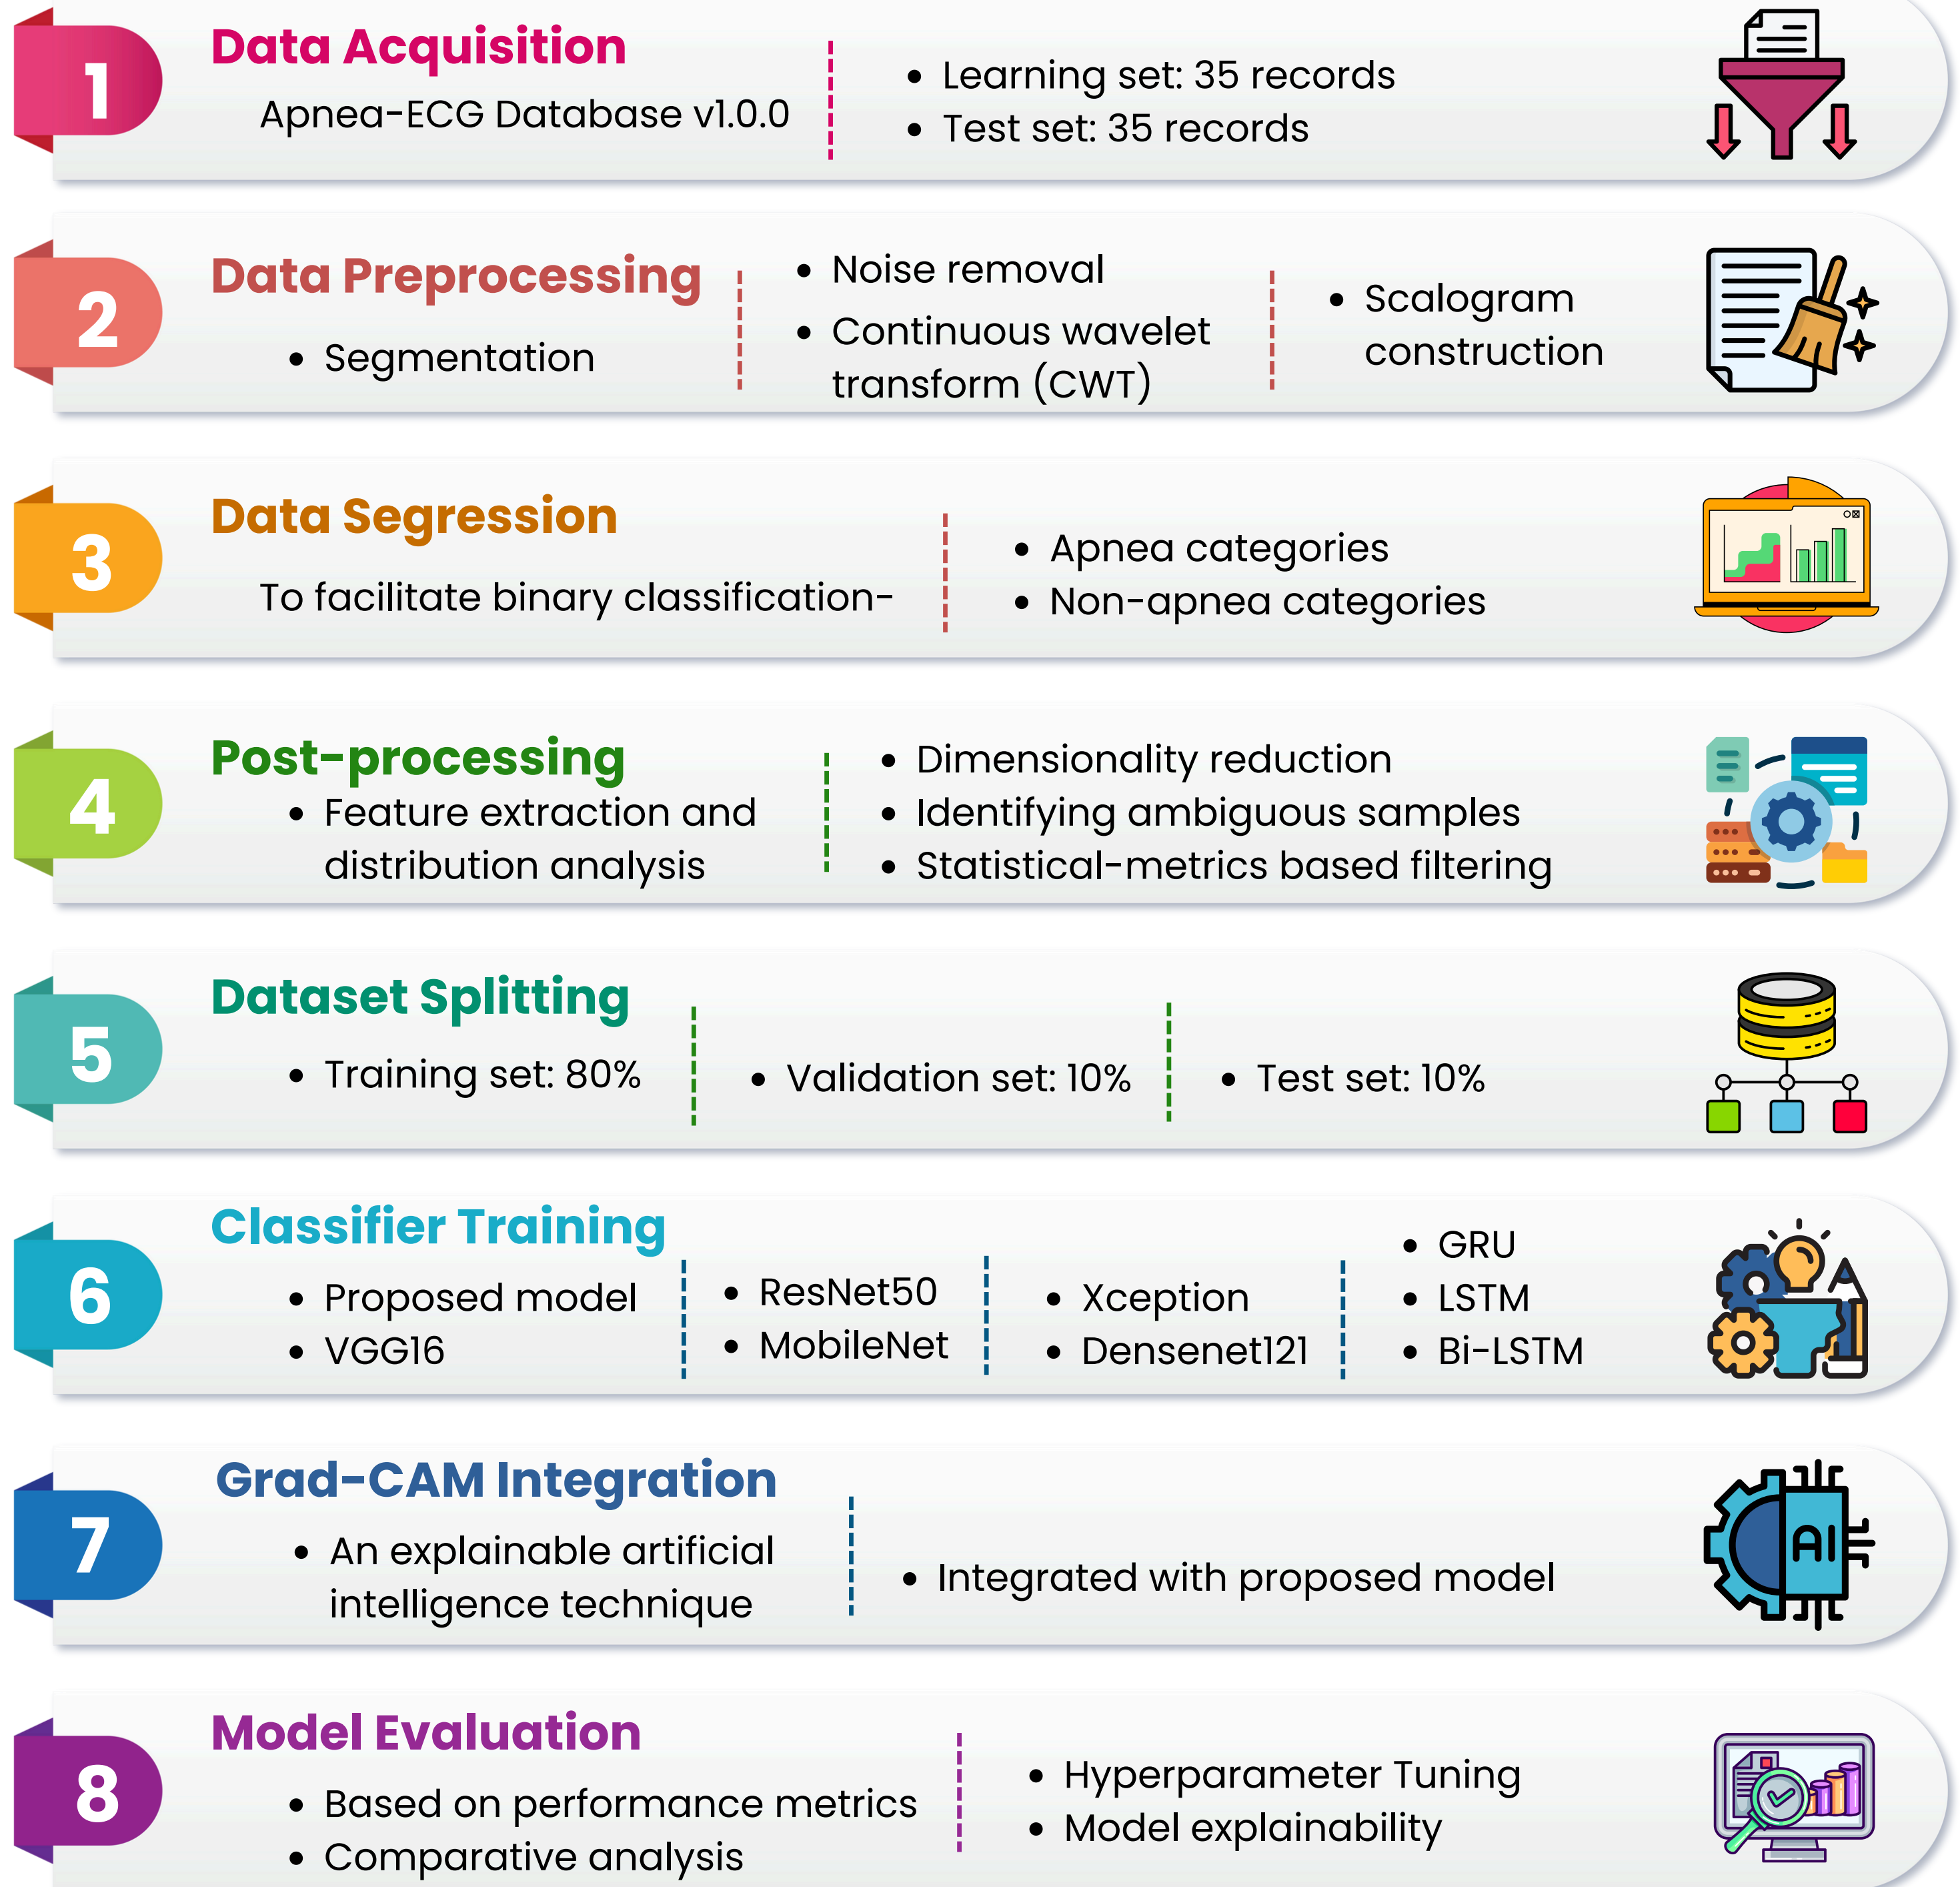 1
Data Acquisition
Apnea-ECG Database v1.0.0
• Learning set: 35 records
• Test set: 35 records
2
Data Preprocessing
• Segmentation
• Noise removal
• Continuous wavelet
transform (CWT)
• Scalogram
construction
3
Data Segression
To facilitate binary classification-
• Apnea categories
• Non-apnea categories
4
Post-processing
• Feature extraction and
distribution analysis
• Dimensionality reduction
• Identifying ambiguous samples
• Statistical-metrics based filtering
5
Dataset Splitting
• Training set: 80%
• Validation set: 10%
• Test set: 10%
6
Classifier Training
• Proposed model
• VGG16
• ResNet50
• MobileNet
• Xception
• Densenet121
• GRU
• LSTM
• Bi-LSTM
7
Grad-CAM Integration
• An explainable artificial
intelligence technique
• Integrated with proposed model
AI
8
Model Evaluation
• Based on performance metrics
• Comparative analysis
• Hyperparameter Tuning
• Model explainability